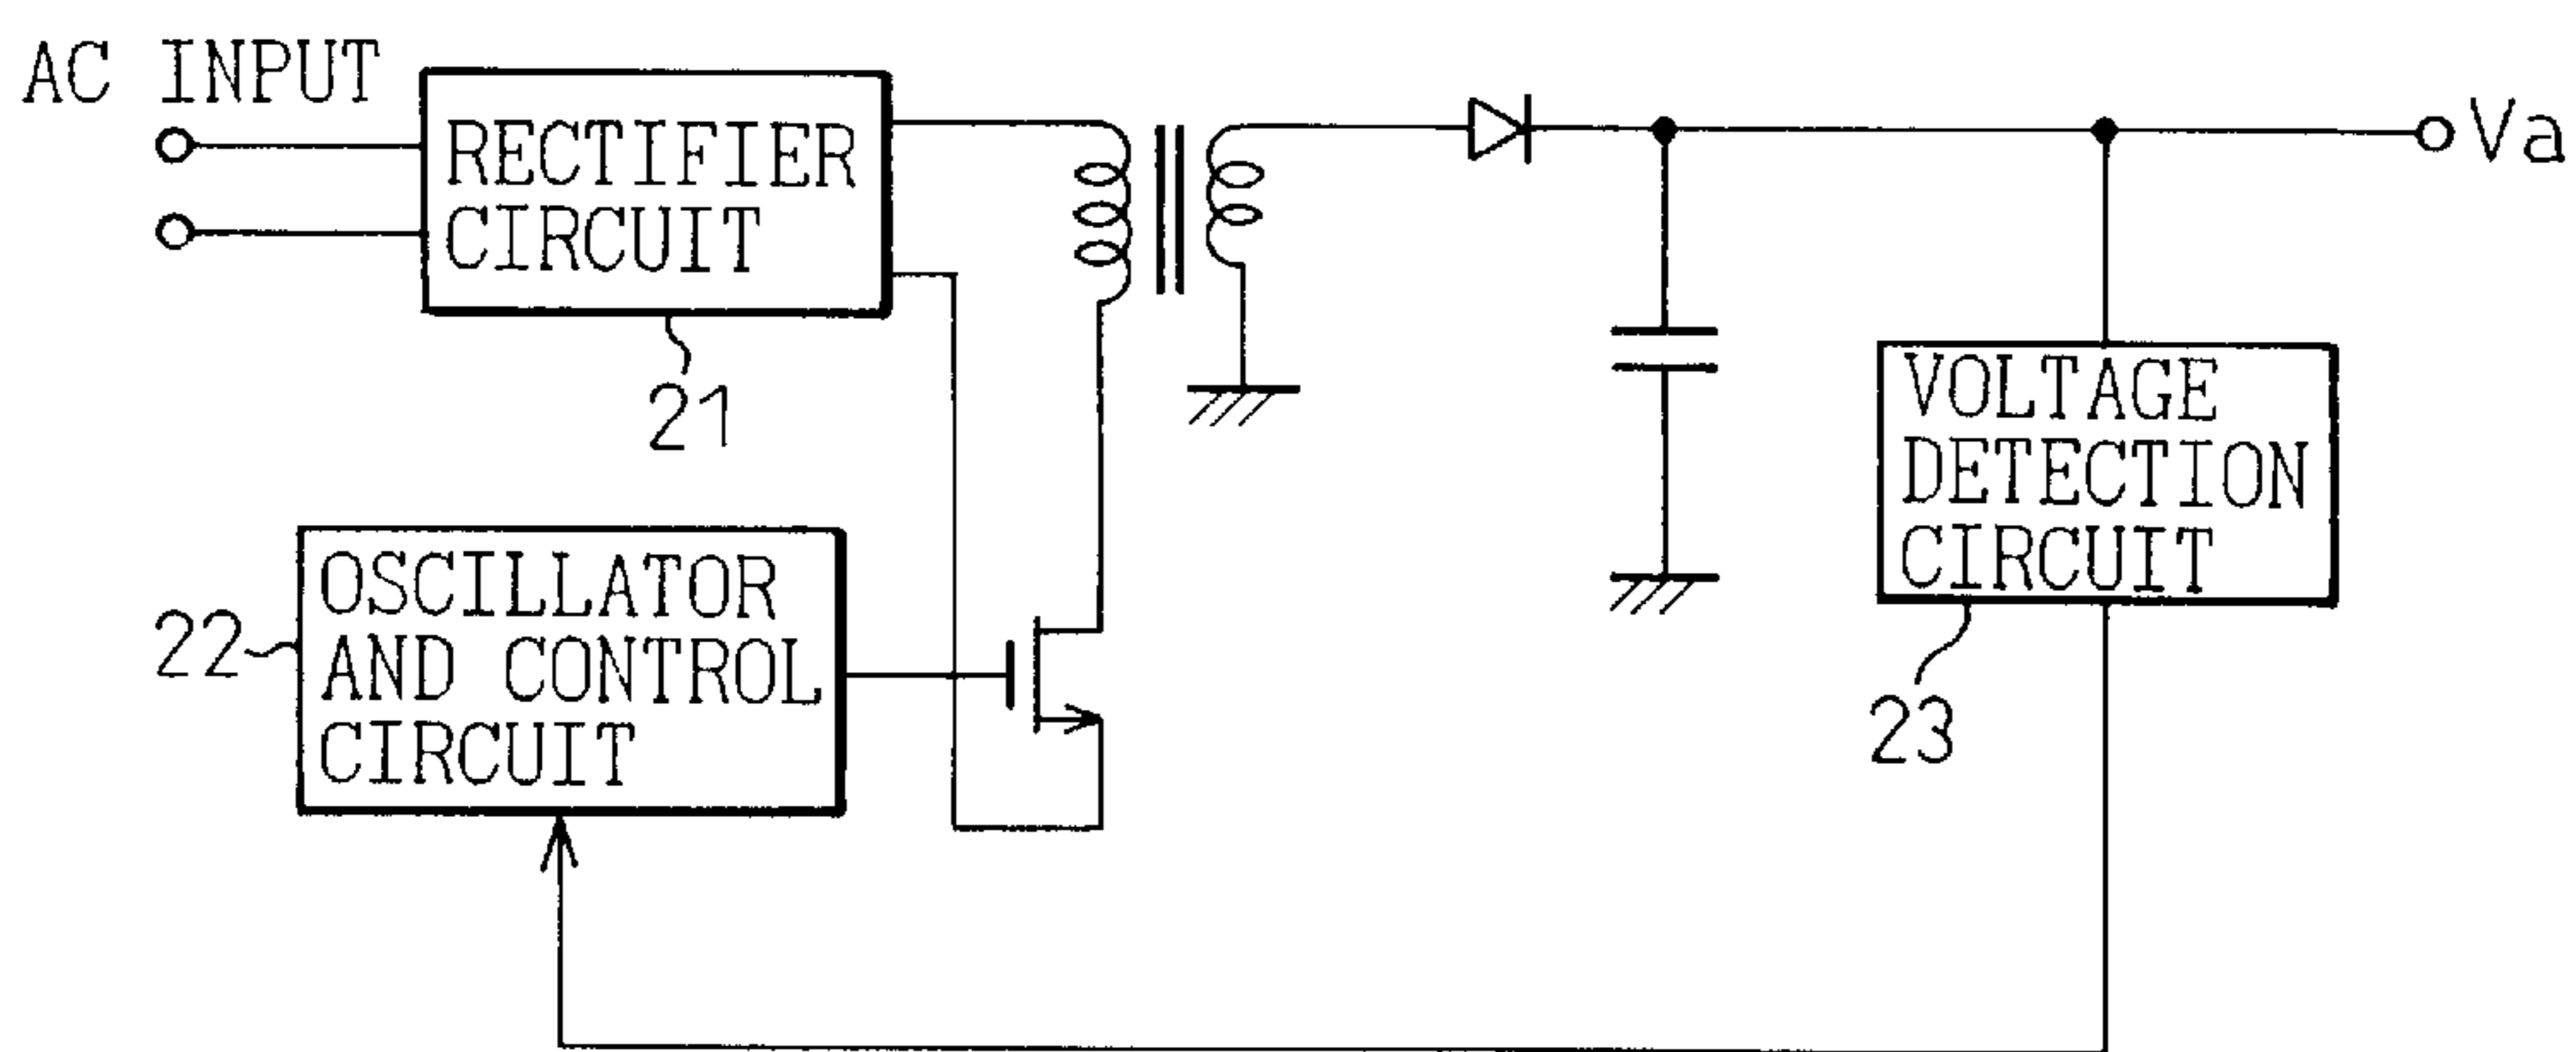 AC INPUT
RECTIFIER
CIRCUIT
21
Va
VOLTAGE
DETECTION
CIRCUIT
23
OSCILLATOR
AND CONTROL
CIRCUIT
22